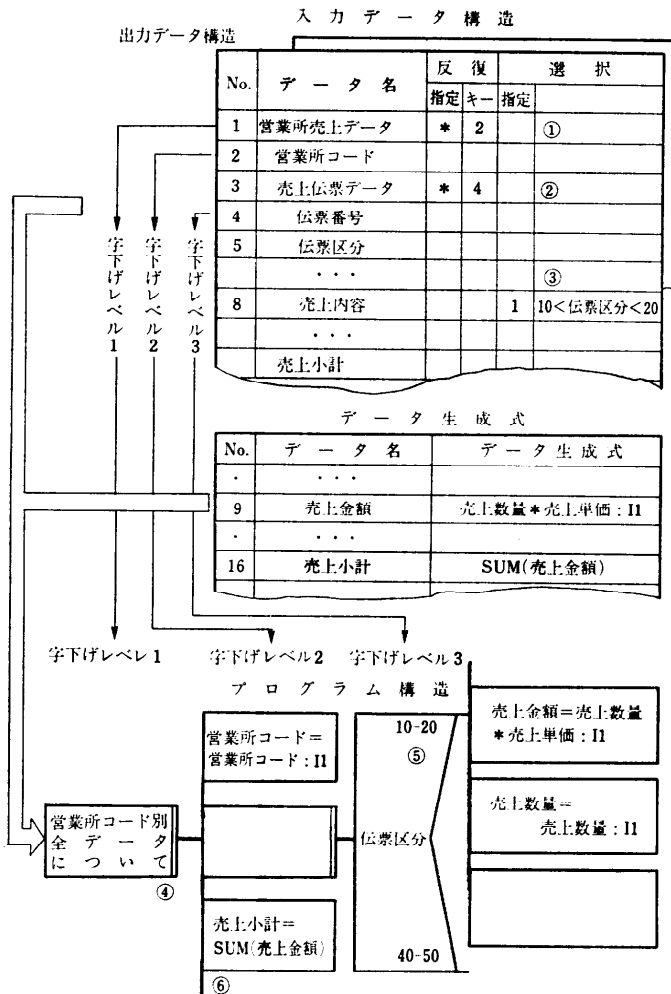 入力データ構造
出力データ構造
No. データ名 反復 選択
指定 キー 指定
1 営業所売上データ * 2 ①
2 営業所コード
3 売上伝票データ * 4 ②
4 伝票番号
5 伝票区分
・・・ ③
8 売上内容 1 10<伝票区分<20
・・・
売上小計
字下げレベル1
字下げレベル2
字下げレベル3
データ生成式
No. データ名 データ生成式
・ ・・・
9 売上金額 売上数量*売上単価:I1
・ ・・・
16 売上小計 SUM(売上金額)
字下げレベレ1 字下げレベル2 字下げレベル3
プログラム構造
営業所コード別
全データ
について
④
営業所コード=
営業所コード:I1
売上小計=
SUM(売上金額)
⑥
10-20
⑤
伝票区分
40-50
売上金額=売上数量
*売上単価:I1
売上数量=
売上数量:I1